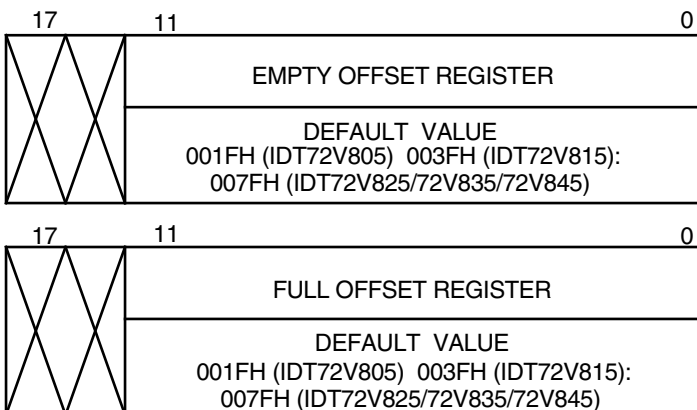 17 11 0
EMPTY OFFSET REGISTER
DEFAULT VALUE
001FH (IDT72V805) 003FH (IDT72V815):
007FH (IDT72V825/72V835/72V845)
17 11 0
FULL OFFSET REGISTER
DEFAULT VALUE
001FH (IDT72V805) 003FH (IDT72V815):
007FH (IDT72V825/72V835/72V845)